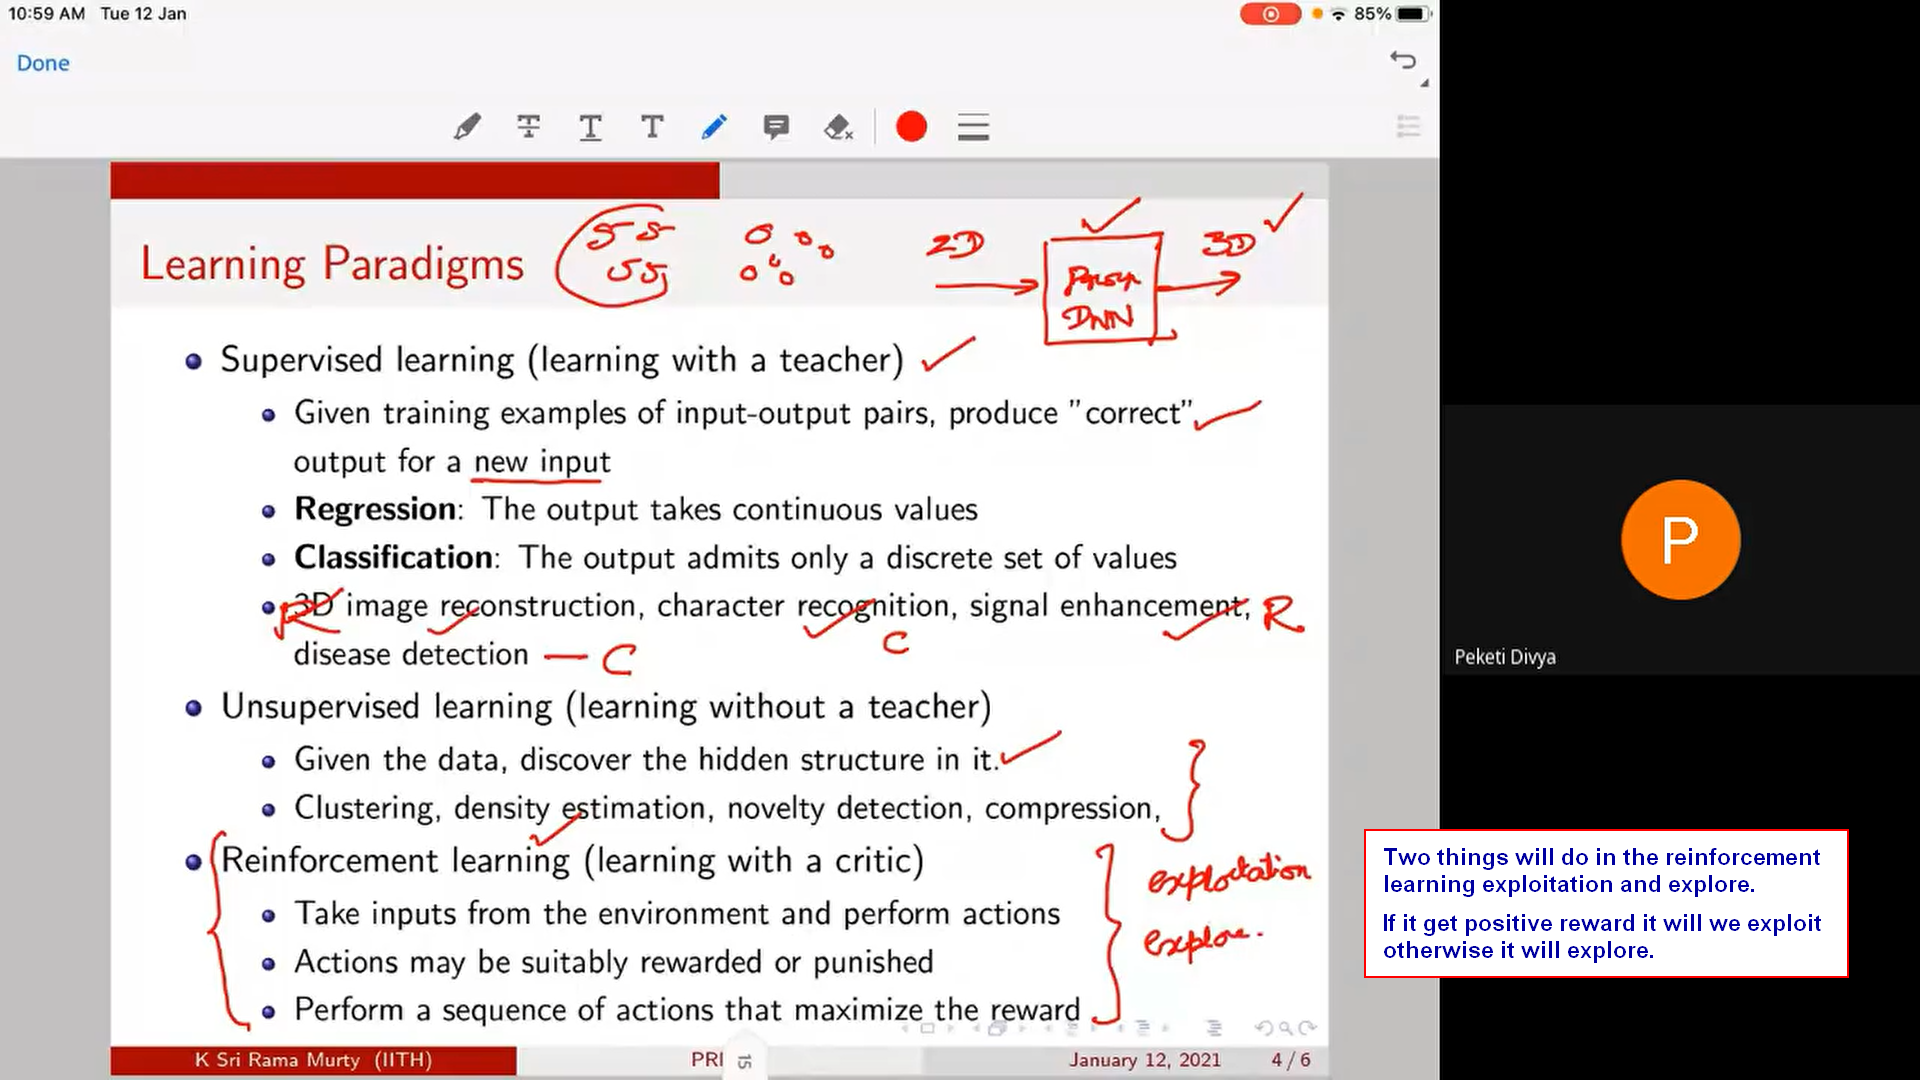 10:59 AM Tue 12 Jan
85%
Done
Learning Paradigms
5 5
5 5
2D
DNN
3D
Supervised learning (learning with a teacher)
Given training examples of input-output pairs, produce "correct"
output for a new input
Regression: The output takes continuous values
Classification: The output admits only a discrete set of values
3D image reconstruction, character recognition, signal enhancement,
R
R
C
disease detection
C
Unsupervised learning (learning without a teacher)
Given the data, discover the hidden structure in it.
Clustering, density estimation, novelty detection, compression,
Reinforcement learning (learning with a critic)
Take inputs from the environment and perform actions
Actions may be suitably rewarded or punished
Perform a sequence of actions that maximize the reward
exploitation
explore.
K Sri Rama Murty (IITH)
PRI
15
January 12, 2021
4 / 6
P
Peketi Divya
Two things will do in the reinforcement
learning exploitation and explore.
If it get positive reward it will we exploit
otherwise it will explore.